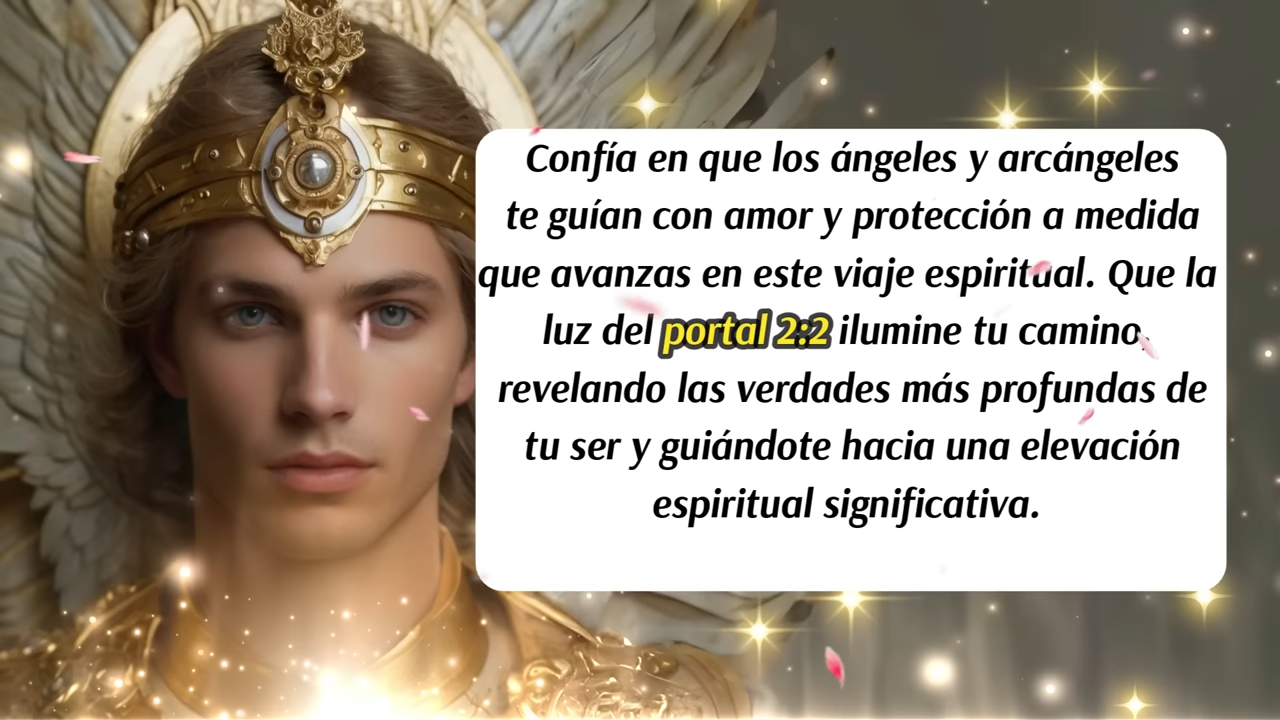 Confía en que los ángeles y arcángeles
te guían con amor y protección a medida
que avanzas en este viaje espiritual. Que la
luz del portal 2:2 ilumine tu camino,
revelando las verdades más profundas de
tu ser y guiándote hacia una elevación
espiritual significativa.